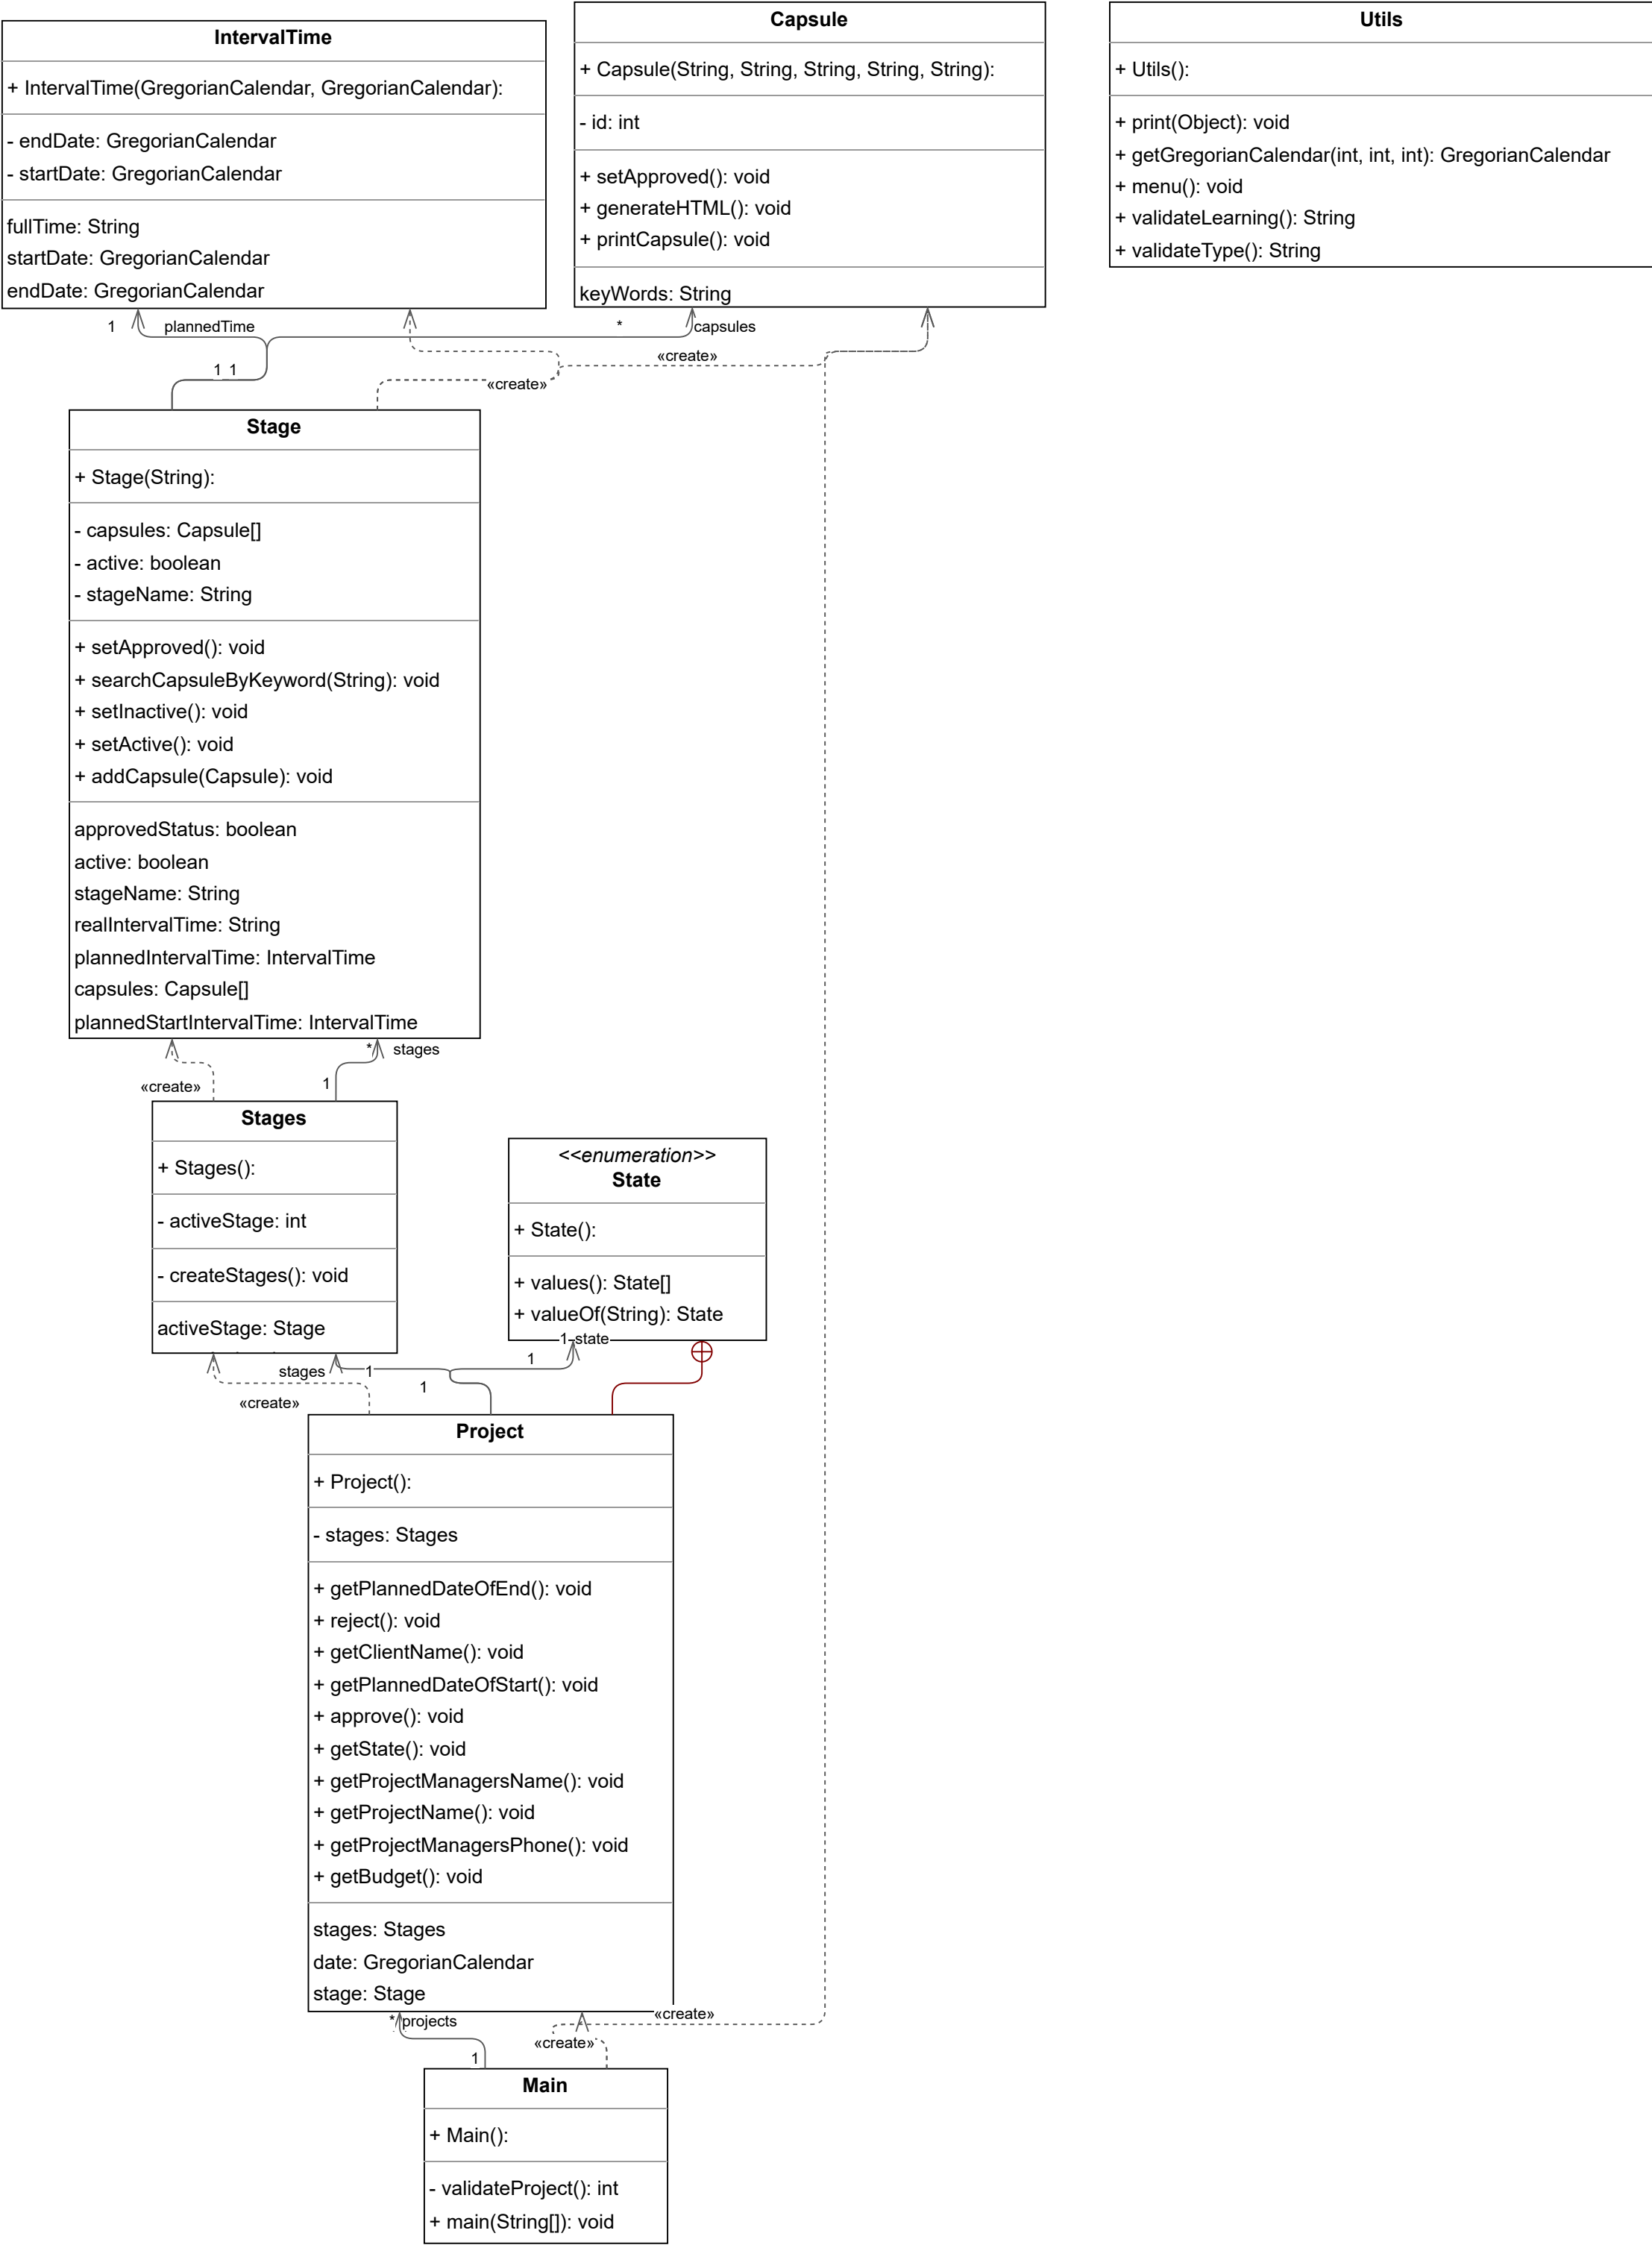 IntervalTime
+ IntervalTime(GregorianCalendar, GregorianCalendar):
- endDate: GregorianCalendar
- startDate: GregorianCalendar
fullTime: String
startDate: GregorianCalendar
endDate: GregorianCalendar
Capsule
+ Capsule(String, String, String, String, String):
- id: int
+ setApproved(): void
+ generateHTML(): void
+ printCapsule(): void
keyWords: String
Utils
+ Utils():
+ print(Object): void
+ getGregorianCalendar(int, int, int): GregorianCalendar
+ menu(): void
+ validateLearning(): String
+ validateType(): String
1
plannedTime
*
capsules
«create»
1 1
«create»
Stage
+ Stage(String):
- capsules: Capsule[]
- active: boolean
- stageName: String
+ setApproved(): void
+ searchCapsuleByKeyword(String): void
+ setInactive(): void
+ setActive(): void
+ addCapsule(Capsule): void
approvedStatus: boolean
active: boolean
stageName: String
realIntervalTime: String
plannedIntervalTime: IntervalTime
capsules: Capsule[]
plannedStartIntervalTime: IntervalTime
*
stages
«create»
1
Stages
+ Stages():
- activeStage: int
- createStages(): void
activeStage: Stage
<<enumeration>>
State
+ State():
+ values(): State[]
+ valueOf(String): State
1 state
1
stages
1
1
«create»
Project
+ Project():
- stages: Stages
+ getPlannedDateOfEnd(): void
+ reject(): void
+ getClientName(): void
+ getPlannedDateOfStart(): void
+ approve(): void
+ getState(): void
+ getProjectManagersName(): void
+ getProjectName(): void
+ getProjectManagersPhone(): void
+ getBudget(): void
stages: Stages
date: GregorianCalendar
stage: Stage
«create»
* projects
«create»
1
Main
+ Main():
- validateProject(): int
+ main(String[]): void